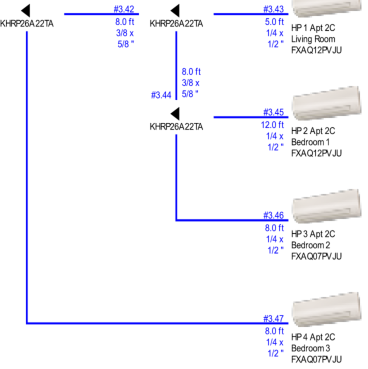 #3.42
8.0 ft
3/8 x
5/8 "
KHRP26A22TA
KHRP26A22TA
#3.43
5.0 ft
1/4 x
1/2 "
HP 1 Apt 2C
Living Room
FXAQ12PVJU
#3.44
8.0 ft
3/8 x
5/8 "
KHRP26A22TA
#3.45
12.0 ft
1/4 x
1/2 "
HP 2 Apt 2C
Bedroom 1
FXAQ12PVJU
#3.46
8.0 ft
1/4 x
1/2 "
HP 3 Apt 2C
Bedroom 2
FXAQ07PVJU
#3.47
8.0 ft
1/4 x
1/2 "
HP 4 Apt 2C
Bedroom 3
FXAQ07PVJU